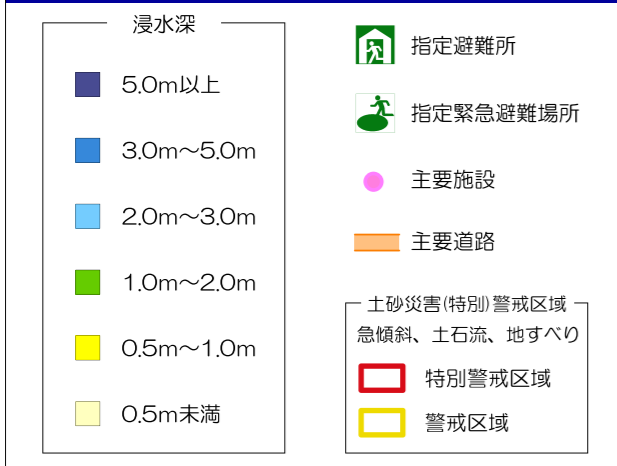 浸水深
5.0m以上
3.0m～5.0m
2.0m～3.0m
1.0m～2.0m
0.5m～1.0m
0.5m未満
指定避難所
指定緊急避難場所
主要施設
主要道路
土砂災害(特別)警戒区域
急傾斜、土石流、地すべり
特別警戒区域
警戒区域